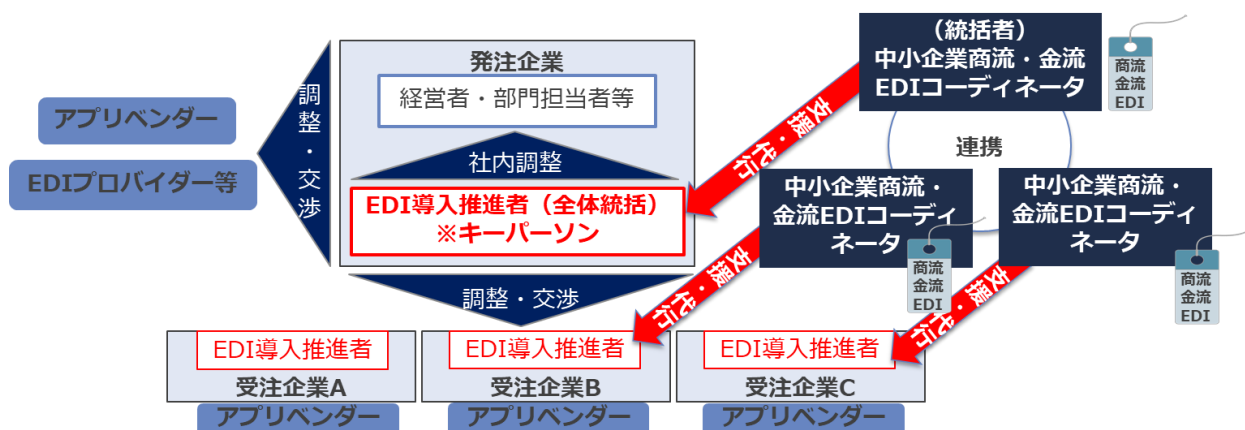 発注企業
経営者・部門担当者等
社内調整
EDI導入推進者（全体統括）
※キーパーソン
調整・交渉
アプリベンダー
EDIプロバイダー等
調整・交渉
（統括者）
中小企業商流・金流
EDIコーディネータ
商流
金流
EDI
連携
支援・代行
中小企業商流・
金流EDIコーディ
ネータ
商流
金流
EDI
支援・代行
中小企業商流・
金流EDIコーディ
ネータ
商流
金流
EDI
支援・代行
EDI導入推進者
受注企業A
アプリベンダー
EDI導入推進者
受注企業B
アプリベンダー
EDI導入推進者
受注企業C
アプリベンダー